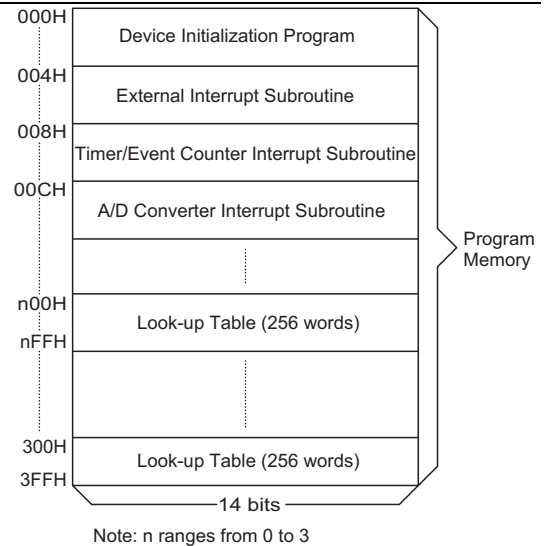 000H
Device Initialization Program
004H
External Interrupt Subroutine
008H
Timer/Event Counter Interrupt Subroutine
00CH
A/D Converter Interrupt Subroutine
Program
Memory
n00H
Look-up Table (256 words)
nFFH
300H
Look-up Table (256 words)
3FFH
14 bits
Note: n ranges from 0 to 3